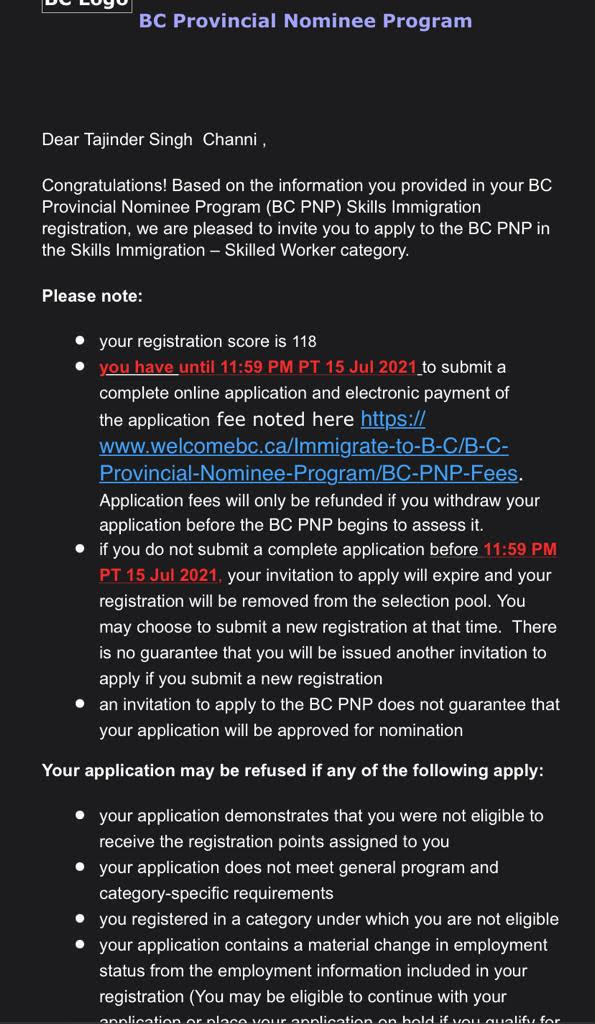 BC Logo
BC Provincial Nominee Program
Dear Tajinder Singh  Channi ,
Congratulations! Based on the information you provided in your BC
Provincial Nominee Program (BC PNP) Skills Immigration
registration, we are pleased to invite you to apply to the BC PNP in
the Skills Immigration – Skilled Worker category.
Please note:
● your registration score is 118
● you have until 11:59 PM PT 15 Jul 2021 to submit a
complete online application and electronic payment of
the application fee noted here https://
www.welcomebc.ca/Immigrate-to-B-C/B-C-
Provincial-Nominee-Program/BC-PNP-Fees.
Application fees will only be refunded if you withdraw your
application before the BC PNP begins to assess it.
● if you do not submit a complete application before 11:59 PM
PT 15 Jul 2021, your invitation to apply will expire and your
registration will be removed from the selection pool. You
may choose to submit a new registration at that time.  There
is no guarantee that you will be issued another invitation to
apply if you submit a new registration
● an invitation to apply to the BC PNP does not guarantee that
your application will be approved for nomination
Your application may be refused if any of the following apply:
● your application demonstrates that you were not eligible to
receive the registration points assigned to you
● your application does not meet general program and
category-specific requirements
● you registered in a category under which you are not eligible
● your application contains a material change in employment
status from the employment information included in your
registration (You may be eligible to continue with your
application or place your application on hold if you qualify for